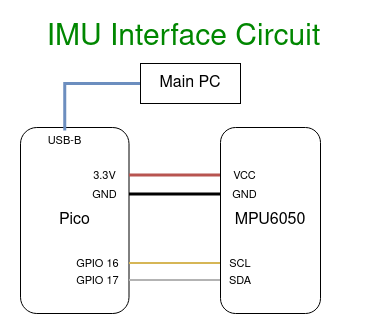 IMU Interface Circuit
Main PC
USB-B
3.3V
VCC
GND
GND
Pico
MPU6050
GPIO 16
SCL
GPIO 17
SDA